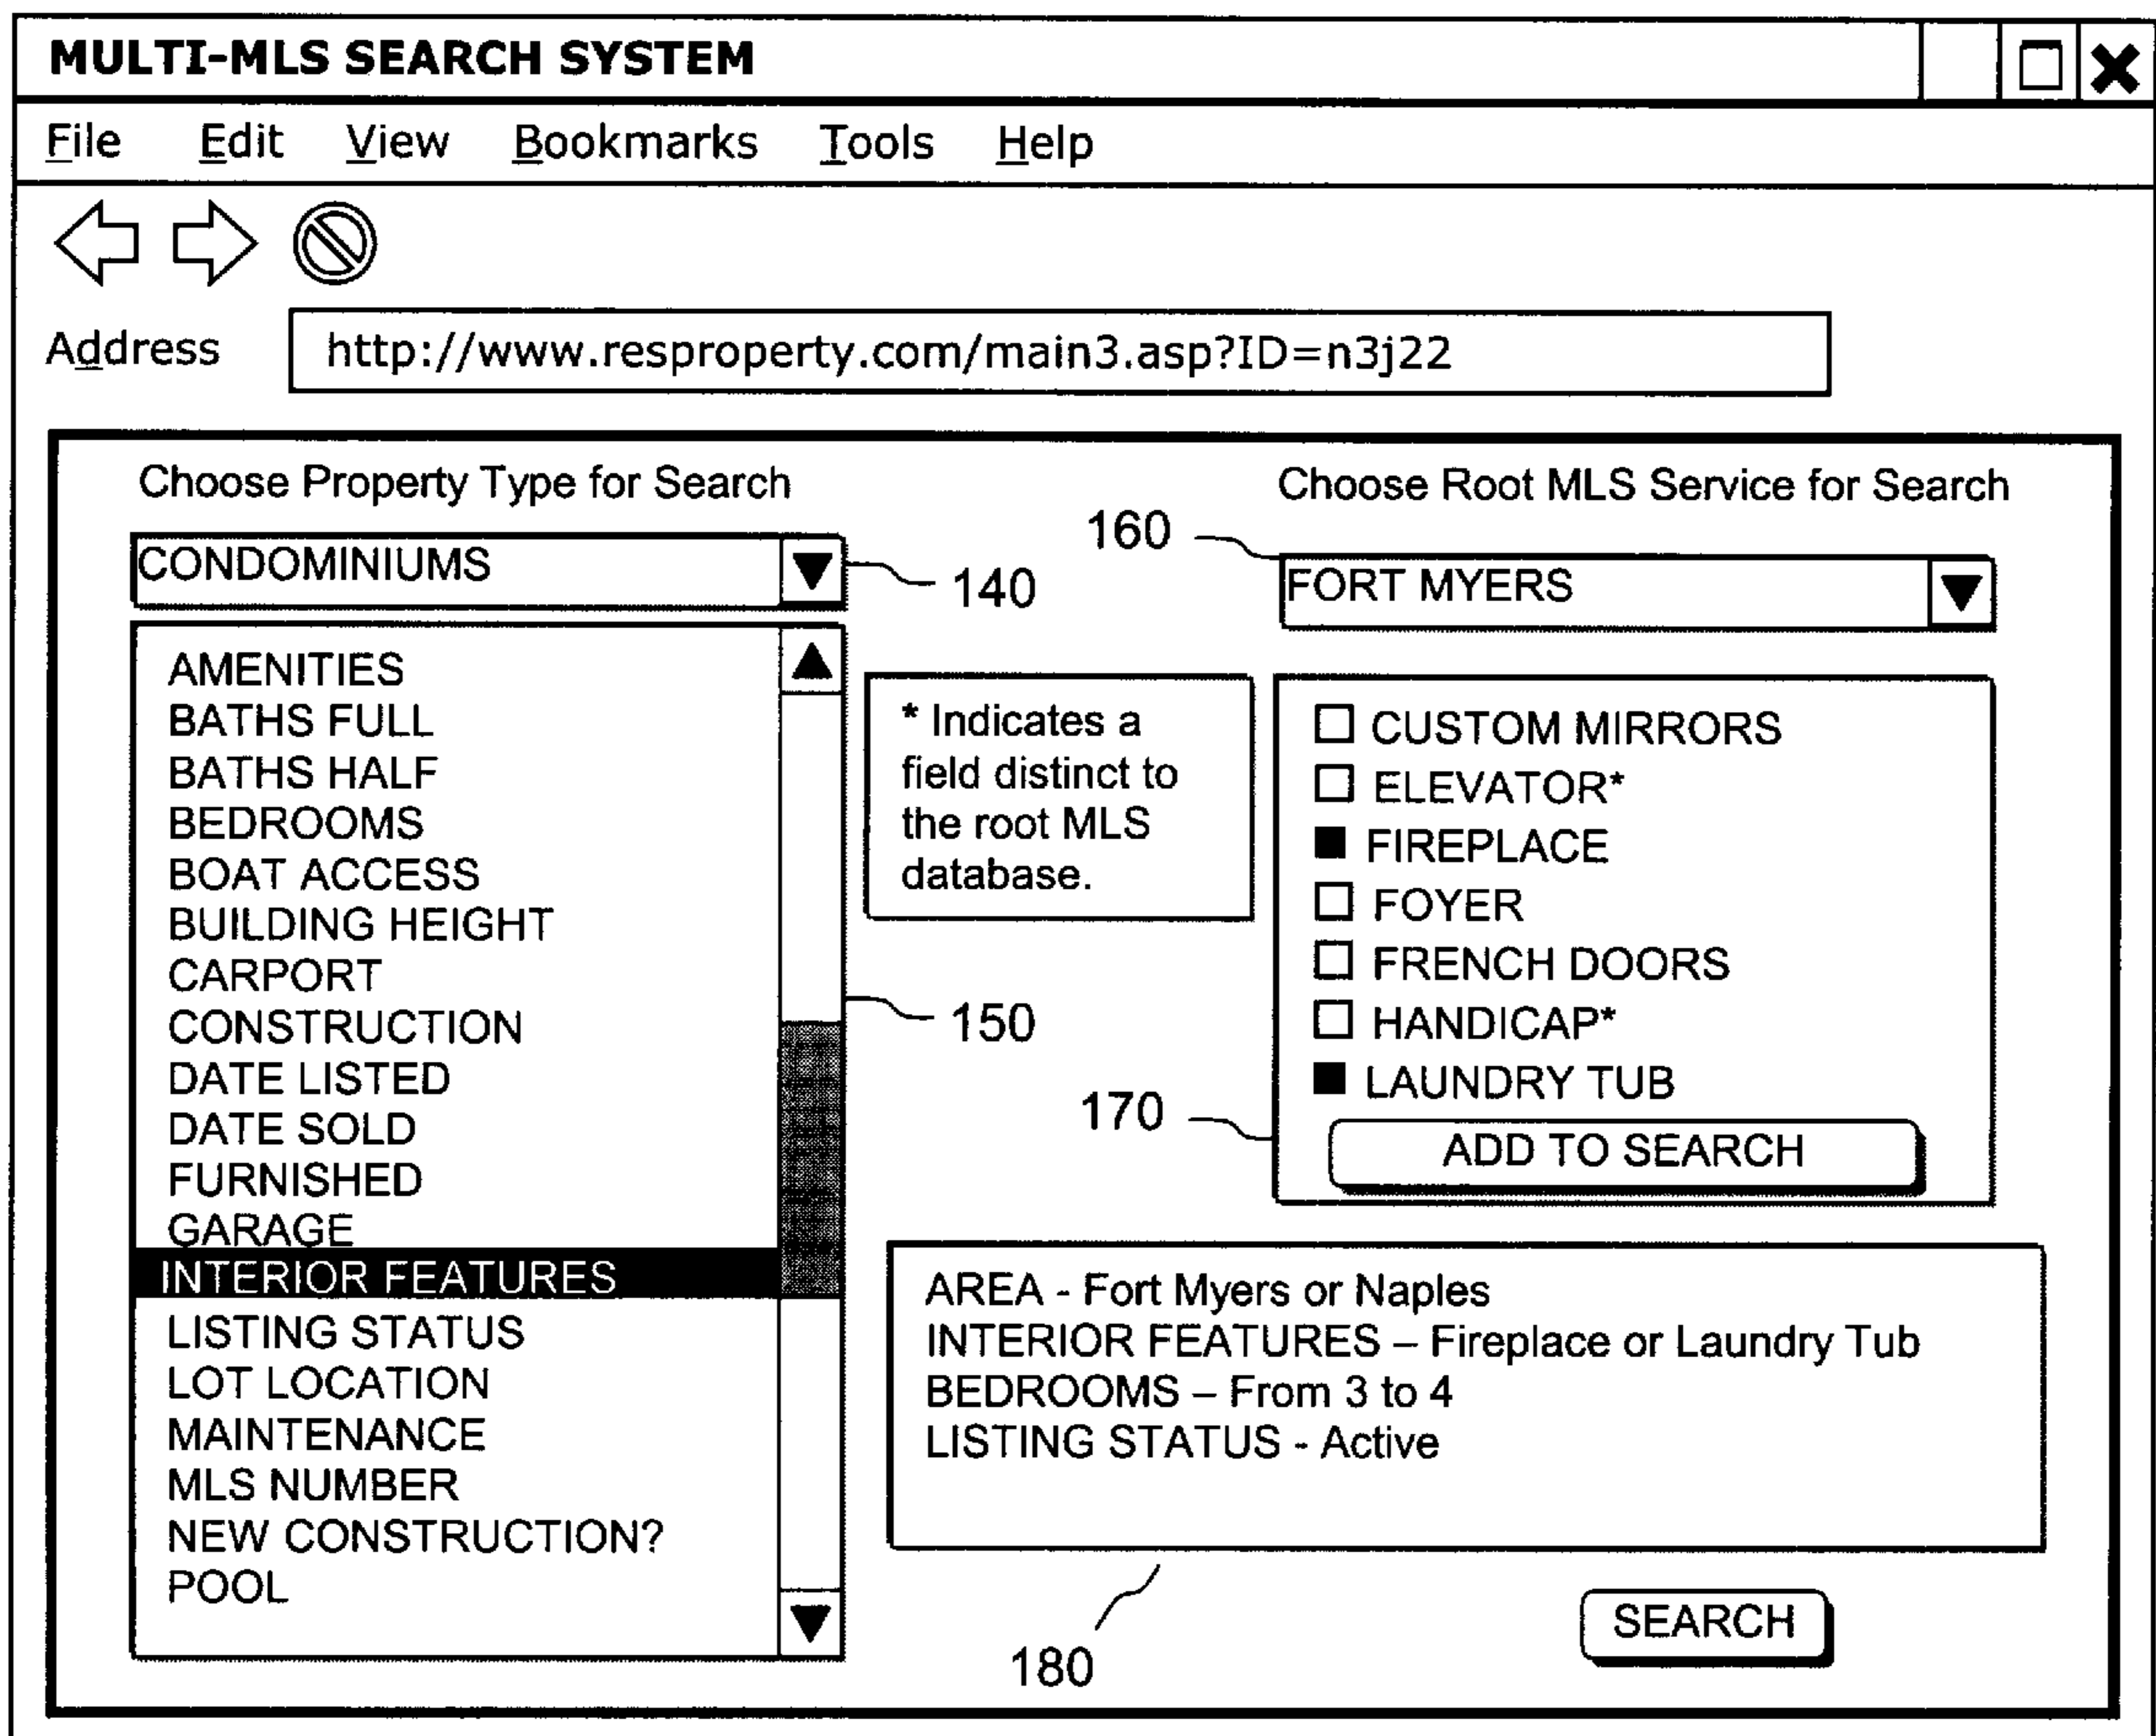 MULTI-MLS SEARCH SYSTEM
File Edit View Bookmarks Tools Help
Address http://www.resproperty.com/main3.asp?ID=n3j22
Choose Property Type for Search
CONDOMINIUMS
140
AMENITIES
BATHS FULL
BATHS HALF
BEDROOMS
BOAT ACCESS
BUILDING HEIGHT
CARPORT
CONSTRUCTION
DATE LISTED
DATE SOLD
FURNISHED
GARAGE
INTERIOR FEATURES
LISTING STATUS
LOT LOCATION
MAINTENANCE
MLS NUMBER
NEW CONSTRUCTION?
POOL
150
* Indicates a
field distinct to
the root MLS
database.
Choose Root MLS Service for Search
160
FORT MYERS
CUSTOM MIRRORS
ELEVATOR*
FIREPLACE
FOYER
FRENCH DOORS
HANDICAP*
LAUNDRY TUB
170
ADD TO SEARCH
AREA - Fort Myers or Naples
INTERIOR FEATURES – Fireplace or Laundry Tub
BEDROOMS – From 3 to 4
LISTING STATUS - Active
180
SEARCH